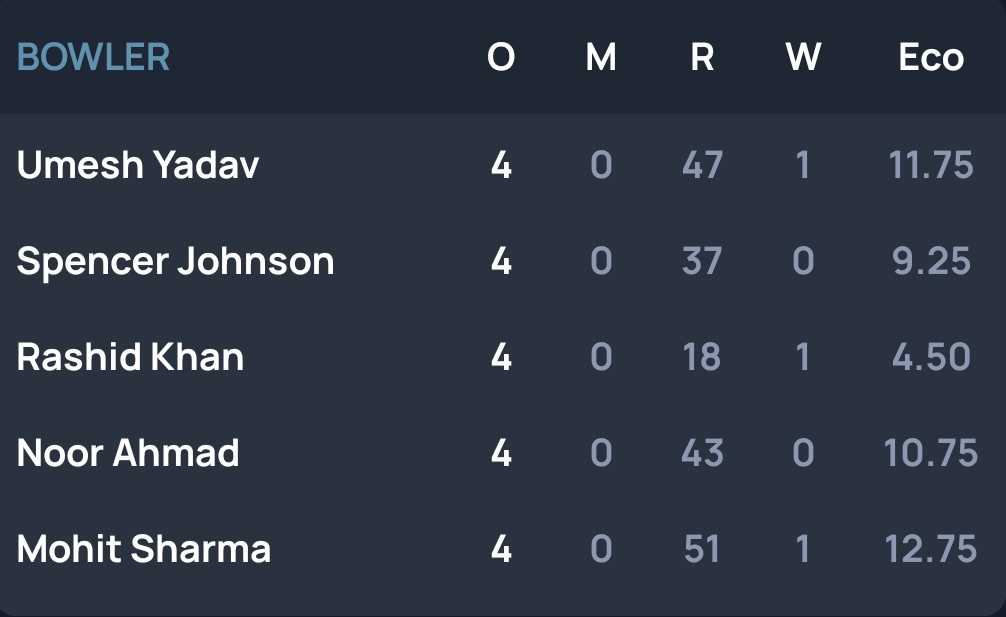 BOWLER O M R W Eco
Umesh Yadav 4 0 47 1 11.75
Spencer Johnson 4 0 37 0 9.25
Rashid Khan 4 0 18 1 4.50
Noor Ahmad 4 0 43 0 10.75
Mohit Sharma 4 0 51 1 12.75